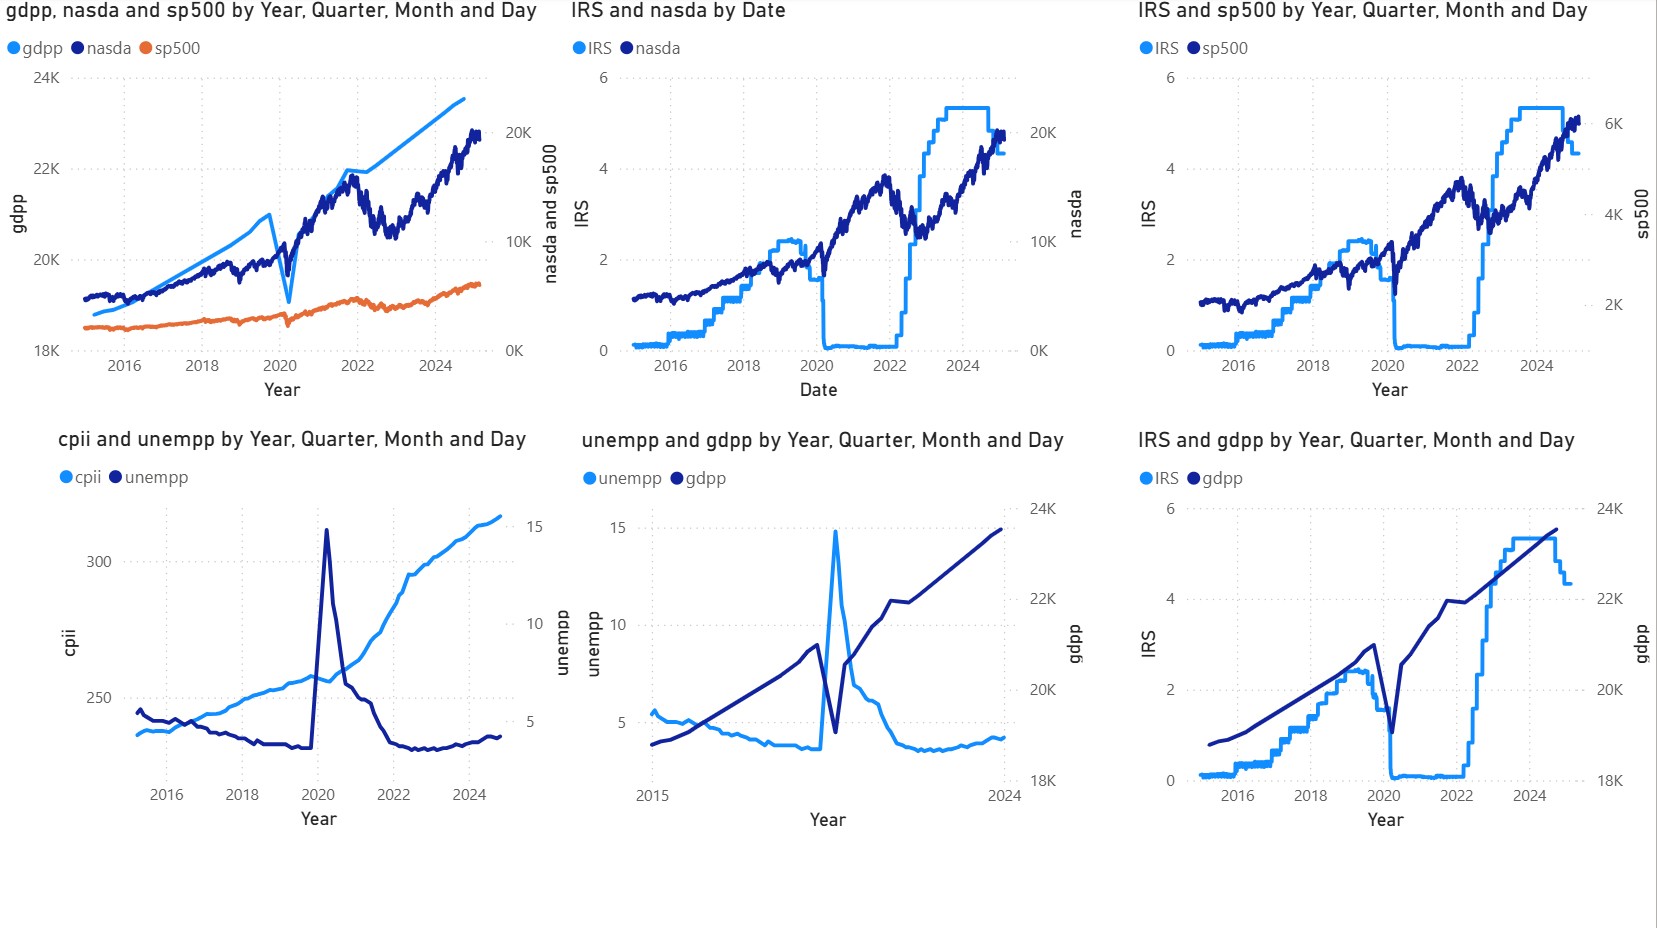 gdpp, nasda and sp500 by Year, Quarter, Month and Day
gdpp nasda sp500
24K
22K
20K
18K
gdpp
20K
10K
0K
nasda and sp500
2016 2018 2020 2022 2024
Year
IRS and nasda by Date
IRS nasda
6
4
2
0
IRS
20K
10K
0K
nasda
2016 2018 2020 2022 2024
Date
IRS and sp500 by Year, Quarter, Month and Day
IRS sp500
6
4
2
0
IRS
6K
4K
2K
sp500
2016 2018 2020 2022 2024
Year
cpii and unempp by Year, Quarter, Month and Day
cpii unempp
300
250
cpii
15
10
5
unempp
2016 2018 2020 2022 2024
Year
unempp and gdpp by Year, Quarter, Month and Day
unempp gdpp
15
10
5
unempp
24K
22K
20K
18K
gdpp
2015 2024
Year
IRS and gdpp by Year, Quarter, Month and Day
IRS gdpp
6
4
2
0
IRS
24K
22K
20K
18K
gdpp
2016 2018 2020 2022 2024
Year